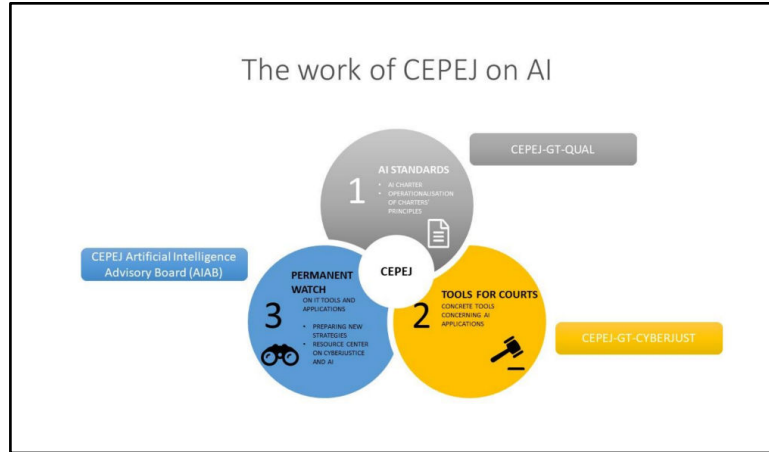 The work of CEPEJ on AI
CEPEJ-GT-QUAL
AI STANDARDS
1
• AI CHARTER
• OPERATIONALISATION
OF CHARTERS'
PRINCIPLES
CEPEJ Artificial Intelligence
Advisory Board (AIAB)
CEPEJ
PERMANENT
WATCH
ON IT TOOLS AND
APPLICATIONS
3
• PREPARING NEW
STRATEGIES
• RESOURCE CENTER
ON CYBERJUSTICE
AND AI
TOOLS FOR COURTS
2
CONCRETE TOOLS
CONCERNING AI
APPLICATIONS
CEPEJ-GT-CYBERJUST